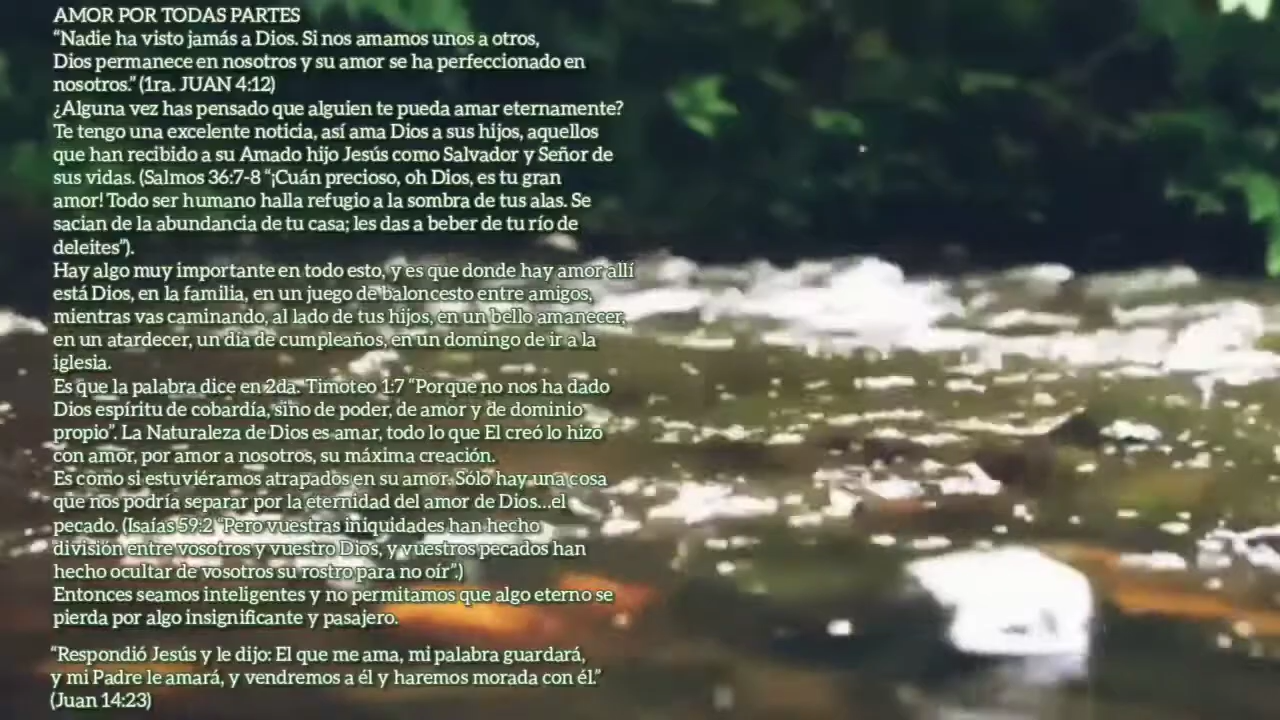 AMOR POR TODAS PARTES
“Nadie ha visto jamás a Dios. Si nos amamos unos a otros,
Dios permanece en nosotros y su amor se ha perfeccionado en
nosotros.” (1ra. JUAN 4:12)
¿Alguna vez has pensado que alguien te pueda amar eternamente?
Te tengo una excelente noticia, así ama Dios a sus hijos, aquellos
que han recibido a su Amado hijo Jesús como Salvador y Señor de
sus vidas. (Salmos 36:7-8 “¡Cuán precioso, oh Dios, es tu gran
amor! Todo ser humano halla refugio a la sombra de tus alas. Se
sacian de la abundancia de tu casa; les das a beber de tu río de
deleites”).
Hay algo muy importante en todo esto, y es que donde hay amor allí
está Dios, en la familia, en un juego de baloncesto entre amigos,
mientras vas caminando, al lado de tus hijos, en un bello amanecer,
en un atardecer, un día de cumpleaños, en un domingo de ir a la
iglesia.
Es que la palabra dice en 2da. Timoteo 1:7 “Porque no nos ha dado
Dios espíritu de cobardía, sino de poder, de amor y de dominio
propio”. La Naturaleza de Dios es amar, todo lo que El creó lo hizo
con amor, por amor a nosotros, su máxima creación.
Es como si estuviéramos atrapados en su amor. Sólo hay una cosa
que nos podría separar por la eternidad del amor de Dios...el
pecado. (Isaías 59:2 “Pero vuestras iniquidades han hecho
división entre vosotros y vuestro Dios, y vuestros pecados han
hecho ocultar de vosotros su rostro para no oír”.)
Entonces seamos inteligentes y no permitamos que algo eterno se
pierda por algo insignificante y pasajero.
“Respondió Jesús y le dijo: El que me ama, mi palabra guardará,
y mi Padre le amará, y vendremos a él y haremos morada con él.”
(Juan 14:23)